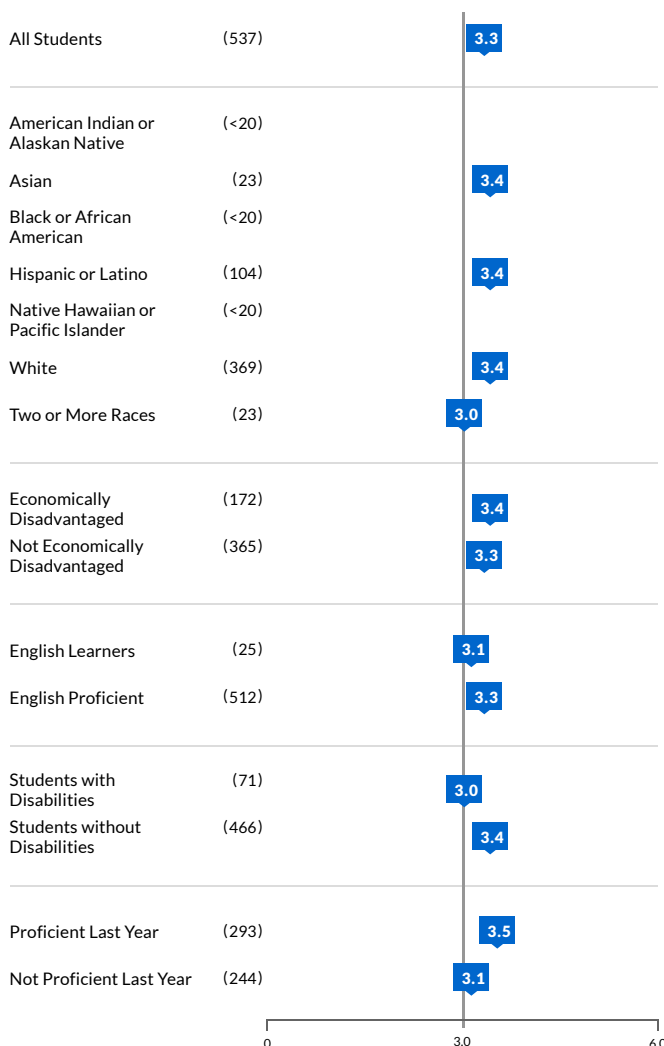 All Students (537) 3.3
American Indian or (<20)
Alaskan Native
Asian (23) 3.4
Black or African (<20)
American
Hispanic or Latino (104) 3.4
Native Hawaiian or (<20)
Pacific Islander
White (369) 3.4
Two or More Races (23) 3.0
Economically (172) 3.4
Disadvantaged
Not Economically (365) 3.3
Disadvantaged
English Learners (25) 3.1
English Proficient (512) 3.3
Students with (71) 3.0
Disabilities
Students without (466) 3.4
Disabilities
Proficient Last Year (293) 3.5
Not Proficient Last Year (244) 3.1
0 3.0 6.0